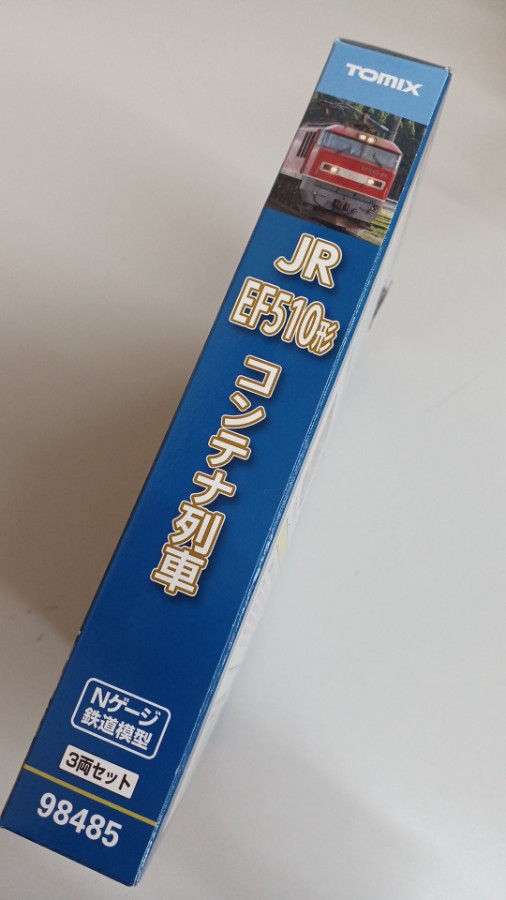 TOMIX
JR
EF510形
コンテナ列車
Nゲージ
鉄道模型
3両セット
98485